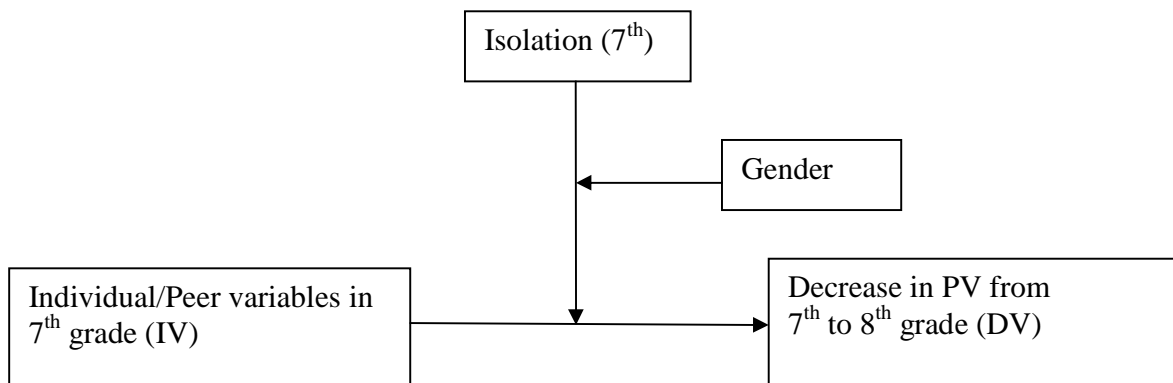 Isolation (7th)
Gender
Individual/Peer variables in
7th grade (IV)
Decrease in PV from
7th to 8th grade (DV)